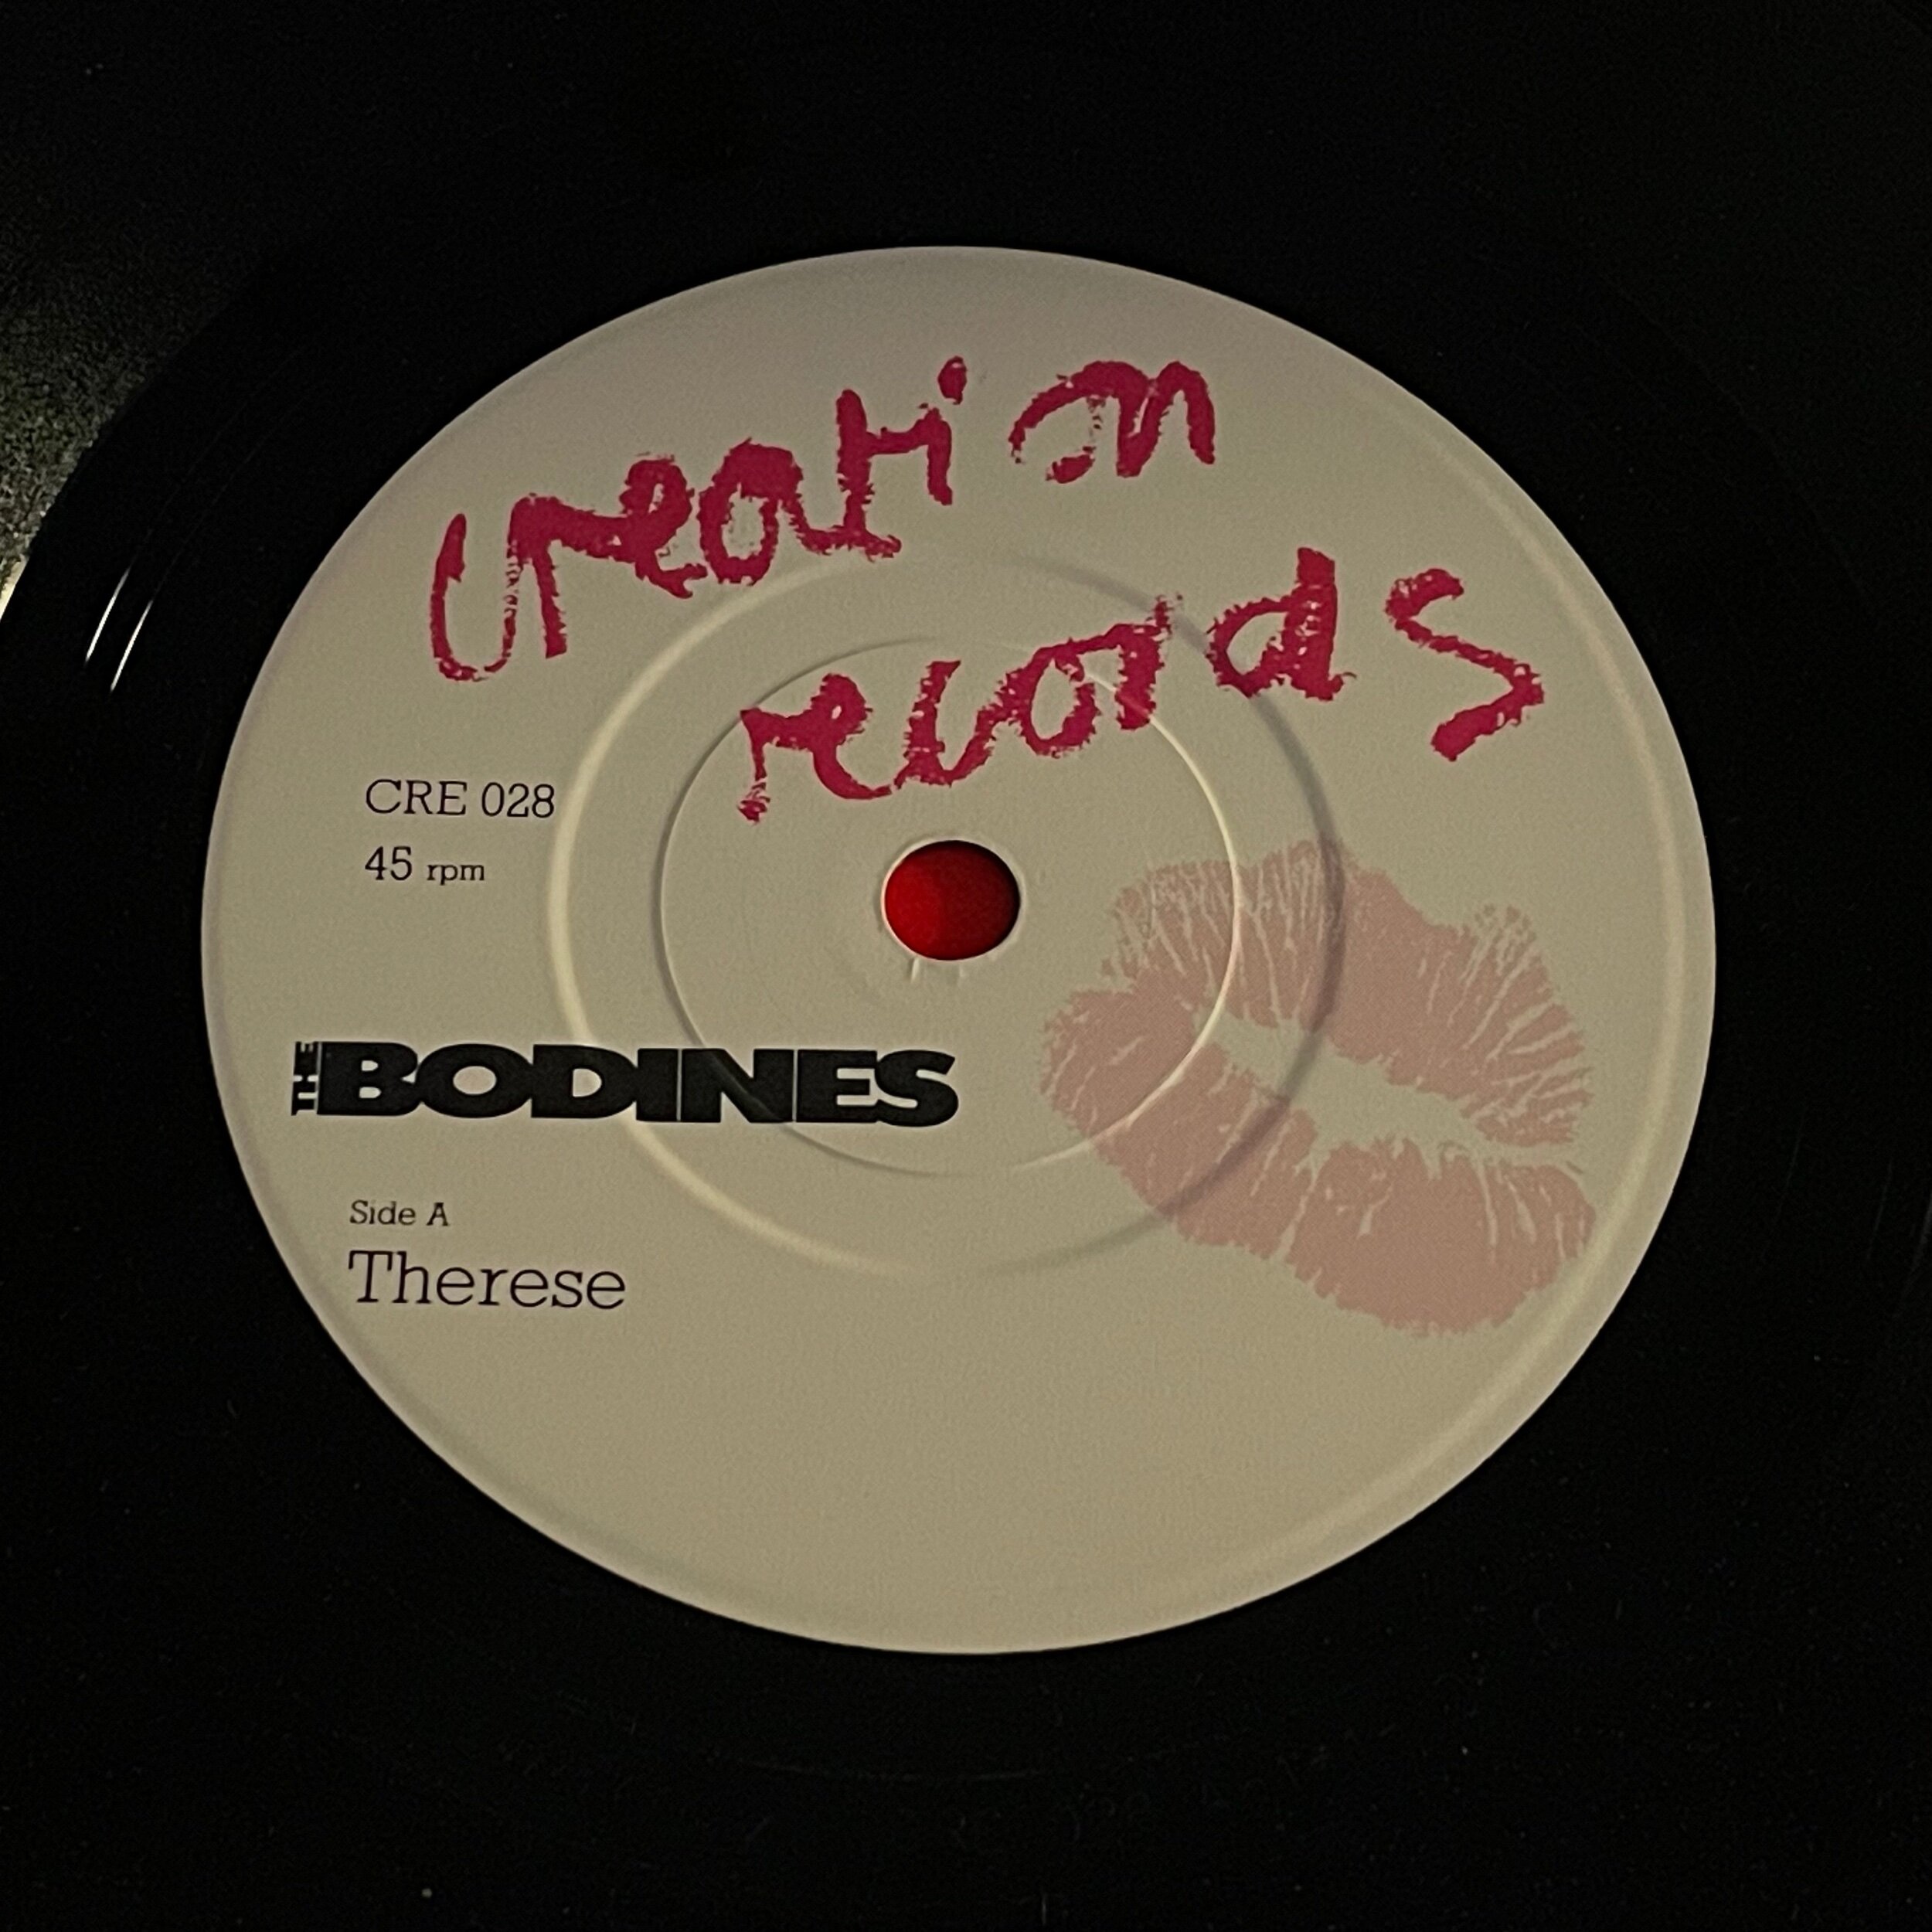 creation
records
CRE 028
45 rpm
THE BODINES
Side A
Therese